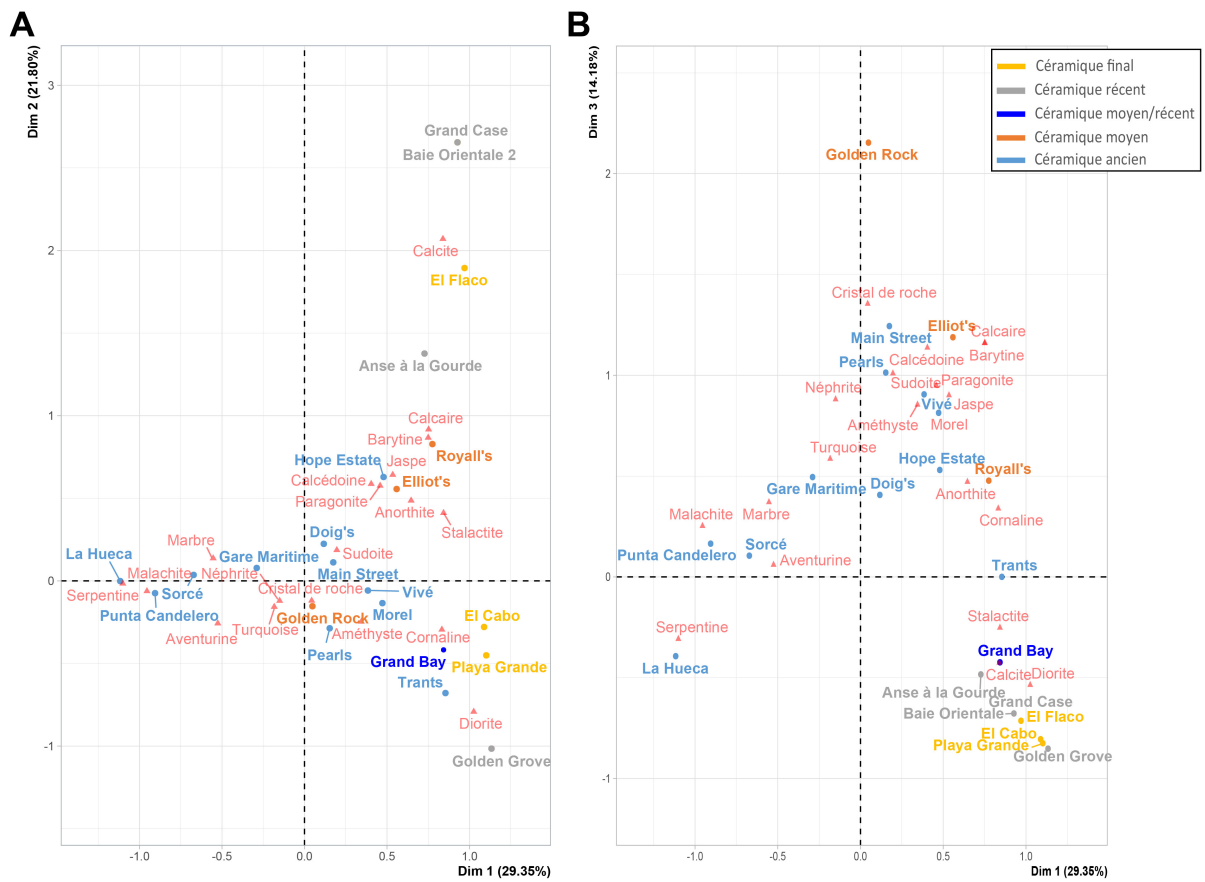 A
Dim 2 (21.80%)
3
2
1
0
-1
-1.0
-0.5
0.0
0.5
1.0
Dim 1 (29.35%)
Grand Case
Baie Orientale 2
Calcite
El Flaco
Anse à la Gourde
Calcaire
Barytine
Royall's
Hope Estate
Jaspe
Calcédoine
Elliot's
Paragonite
Anorthite
Stalactite
Doig's
Marbre
Sudoite
La Hueca
Gare Maritime
Main Street
Malachite
Néphrite
Serpentine
Sorcé
Cristal de roche
Vivé
Punta Candelero
Golden Rock
Morel
El Cabo
Aventurine
Turquoise
Améthyste
Cornaline
Pearls
Grand Bay
Playa Grande
Trants
Diorite
Golden Grove
B
Dim 3 (14.18%)
2
1
0
-1
-1.0
-0.5
0.0
0.5
1.0
Dim 1 (29.35%)
Céramique final
Céramique récent
Céramique moyen/récent
Céramique moyen
Céramique ancien
Golden Rock
Cristal de roche
Elliot's
Calcaire
Main Street
Barytine
Pearls
Calcédoine
Néphrite
Sudoite
Paragonite
Vivé
Jaspe
Améthyste
Morel
Turquoise
Hope Estate
Royall's
Gare Maritime
Doig's
Anorthite
Malachite
Marbre
Cornaline
Punta Candelero
Sorcé
Aventurine
Trants
Serpentine
Stalactite
La Hueca
Grand Bay
Calcite
Diorite
Anse à la Gourde
Grand Case
Baie Orientale
El Flaco
El Cabo
Playa Grande
Golden Grove